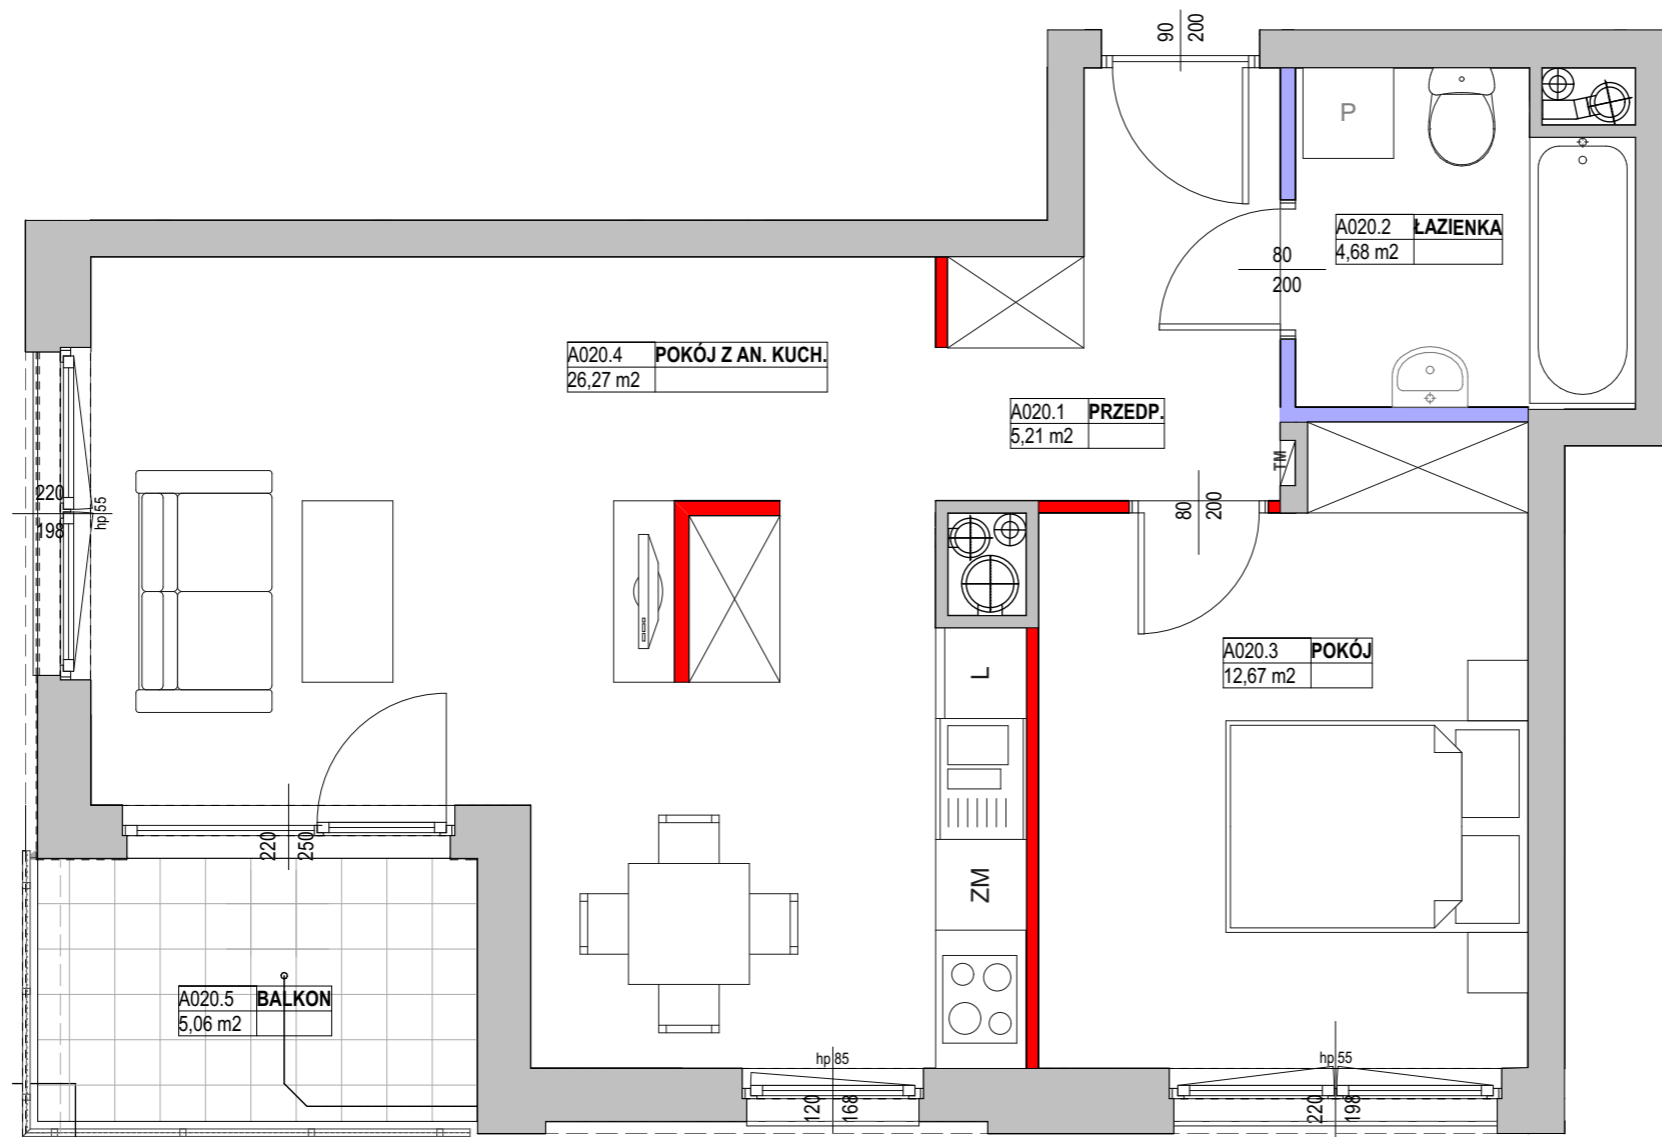 90
200
P
A020.2 ŁAZIENKA
4,68 m2
80
200
A020.4 POKÓJ Z AN. KUCH.
26,27 m2
A020.1 PRZEDP.
5,21 m2
TM
220
198
hp 55
80
200
L
A020.3 POKÓJ
12,67 m2
220
250
ZM
A020.5 BALKON
5,06 m2
hp 85
120
168
hp 55
220
198